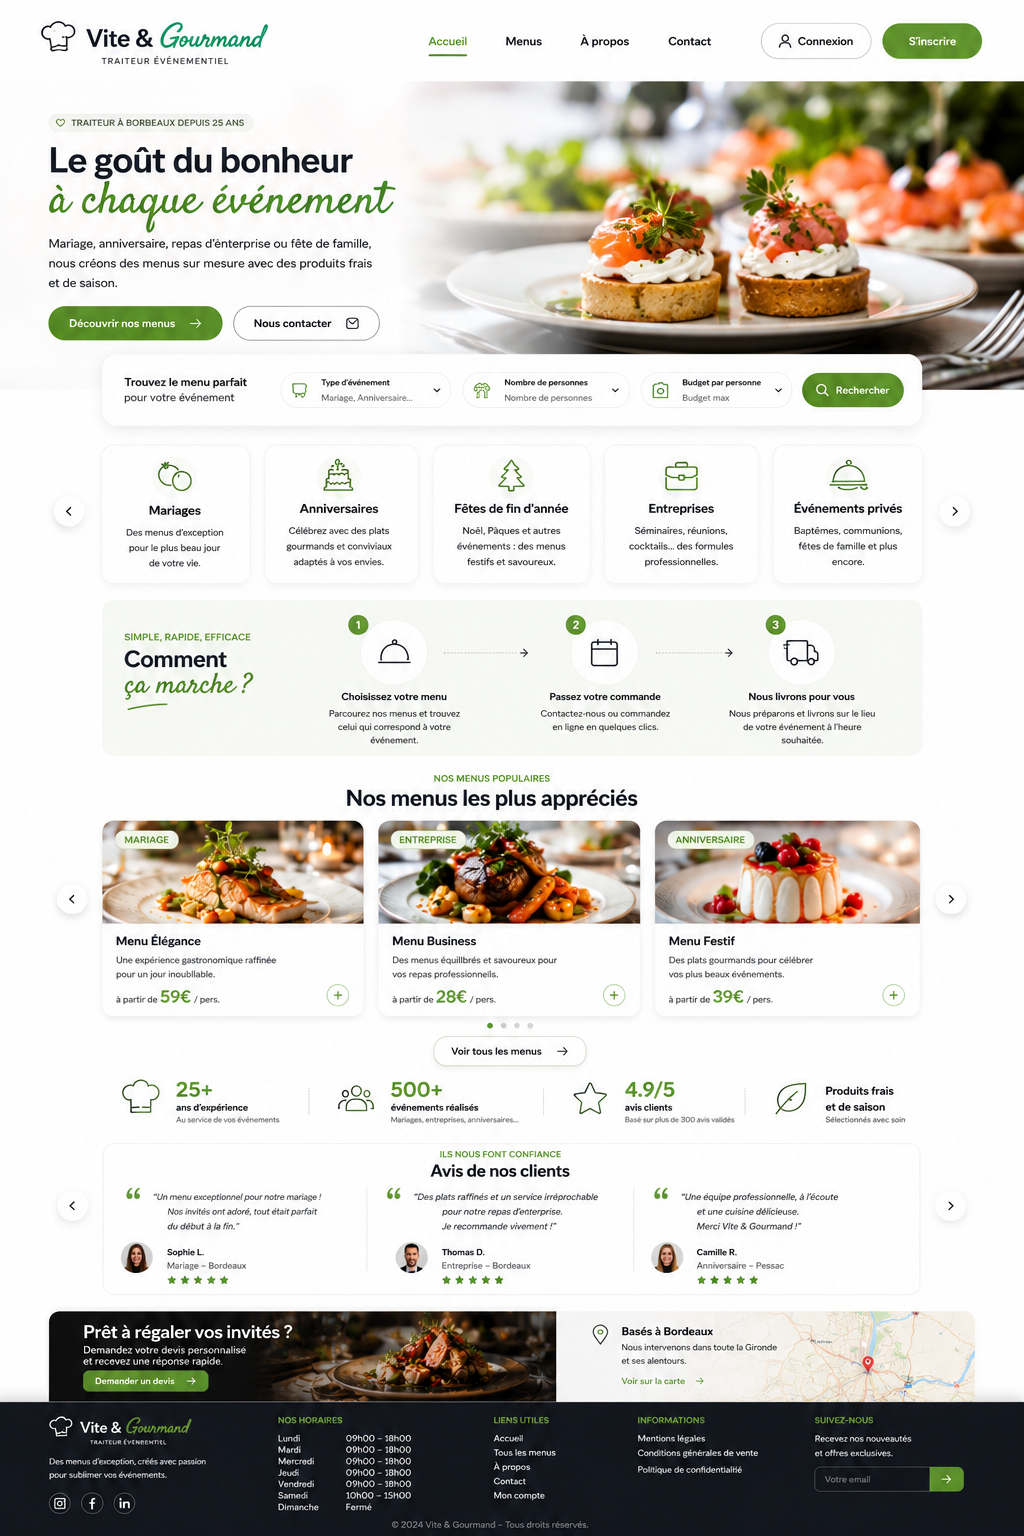 Vite & Gourmand
TRAITEUR ÉVÉNEMENTIEL
Accueil
Menus
À propos
Contact
Connexion
S'inscrire
TRAITEUR À BORBEAUX DEPUIS 25 ANS
Le goût du bonheur
à chaque événement
Mariage, anniversaire, repas d'énterprise ou fête de famille,
nous créons des menus sur mesure avec des produits frais
et de saison.
Découvrir nos menus
Nous contacter
Trouvez le menu parfait
pour votre événement
Type d'événement
Mariage, Anniversaire...
Nombre de personnes
Nombre de personnes
Budget par personne
Budget max
Rechercher
Mariages
Des menus d'exception
pour le plus beau jour
de votre vie.
Anniversaires
Célébrez avec des plats
gourmands et conviviaux
adaptés à vos envies.
Fêtes de fin d'année
Noël, Pàques et autres
événements : des menus
festifs et savoureux.
Entreprises
Séminaires, réunions,
cocktails... des formules
professionnelles.
Événements privés
Baptêmes, communions,
fétes de famille et plus
encore.
SIMPLE, RAPIDE, EFFICACE
Comment
ça marche ?
1
Choisissez votre menu
Parcourez nos menus et trouvez
celui qui correspond à votre
événement.
2
Passez votre commande
Contactez-nous ou commandez
en ligne en quelques clics.
3
Nous livrons pour vous
Nous préparons et livrons sur le lieu
de votre événement à l'heure
souhaitée.
NOS MENUS POPULAIRES
Nos menus les plus appréciés
MARIAGE
Menu Élégance
Une expérience gastronomique raffinée
pour un jour inoubliable.
à partir de 59€ / pers.
ENTREPRISE
Menu Business
Des menus équilibrés et savoureux pour
vos repas professionnels.
à partir de 28€ / pers.
ANNIVERSAIRE
Menu Festif
Des plats gourmands pour célébrer
vos plus beaux événements.
à partir de 39€ / pers.
Voir tous les menus
25+
ans d'expérience
Au service de vos événements
500+
événements réalisés
Mariages, entreprises, anniversaires...
4.9/5
avis clients
Basé sur plus de 300 avis validés
Produits frais
et de saison
Sélectionnés avec soin
ILS NOUS FONT CONFIANCE
Avis de nos clients
“Un menu exceptionnel pour notre mariage !
Nos invités ont adoré, tout était parfait
du début à la fin.”
Sophie L.
Mariage – Bordeaux
“Des plats raffinés et un service irréprochable
pour notre repas d'enterprise.
Je recommande vivement !”
Thomas D.
Entreprise – Bordeaux
“Une équipe professionnelle, à l'écoute
et une cuisine délicieuse.
Merci Vite & Gourmand !”
Camille R.
Anniversaire – Pessac
Prêt à régaler vos invités ?
Demandez votre devis personnalisé
et recevez une réponse rapide.
Demander un devis
Basés à Bordeaux
Nous intervenons dans toute la Gironde
et ses alentours.
Voir sur la carte
Vite & Gourmand
Des menus d'exception, créés avec passion
pour sublimer vos événements.
NOS HORAIRES
Lundi 09h00 – 18h00
Mardi 09h00 – 18h00
Mercredi 09h00 – 18h00
Jeudi 09h00 – 18h00
Vendredi 09h00 – 18h00
Samedi 10h00 – 15H00
Dimanche Fermé
LIENS UTILES
Accueil
Tous les menus
À propos
Contact
Mon compte
INFORMATIONS
Mentions légales
Conditions générales de vente
Politique de confidentialité
SUIVEZ-NOUS
Recevez nos nouveautés
et offres exclusives.
Votre email
© 2024 Vite & Gourmand – Tous droits réservés.